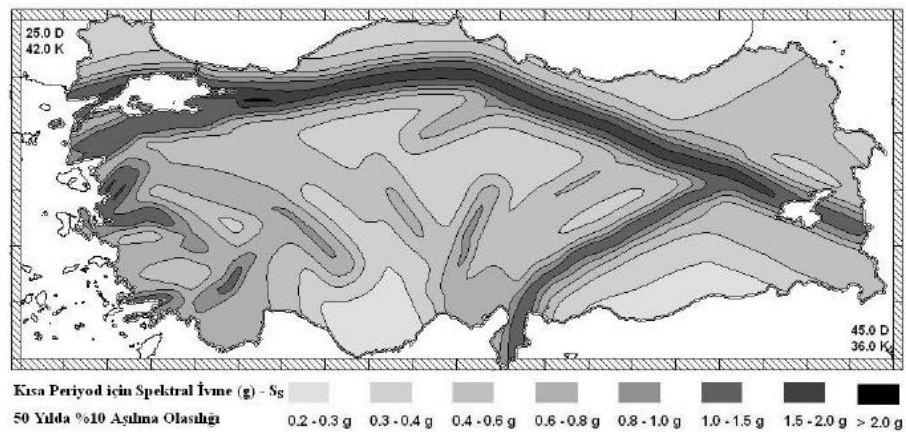 25.0 D
42.0 K
45.0 D
36.0 K
Kısa Periyod için Spektral İvme (g) - Ss
50 Yılda %10 Aşılma Olasılığı
0.2 - 0.3 g 0.3 - 0.4 g 0.4 - 0.6 g 0.6 - 0.8 g 0.8 - 1.0 g 1.0 - 1.5 g 1.5 - 2.0 g > 2.0 g